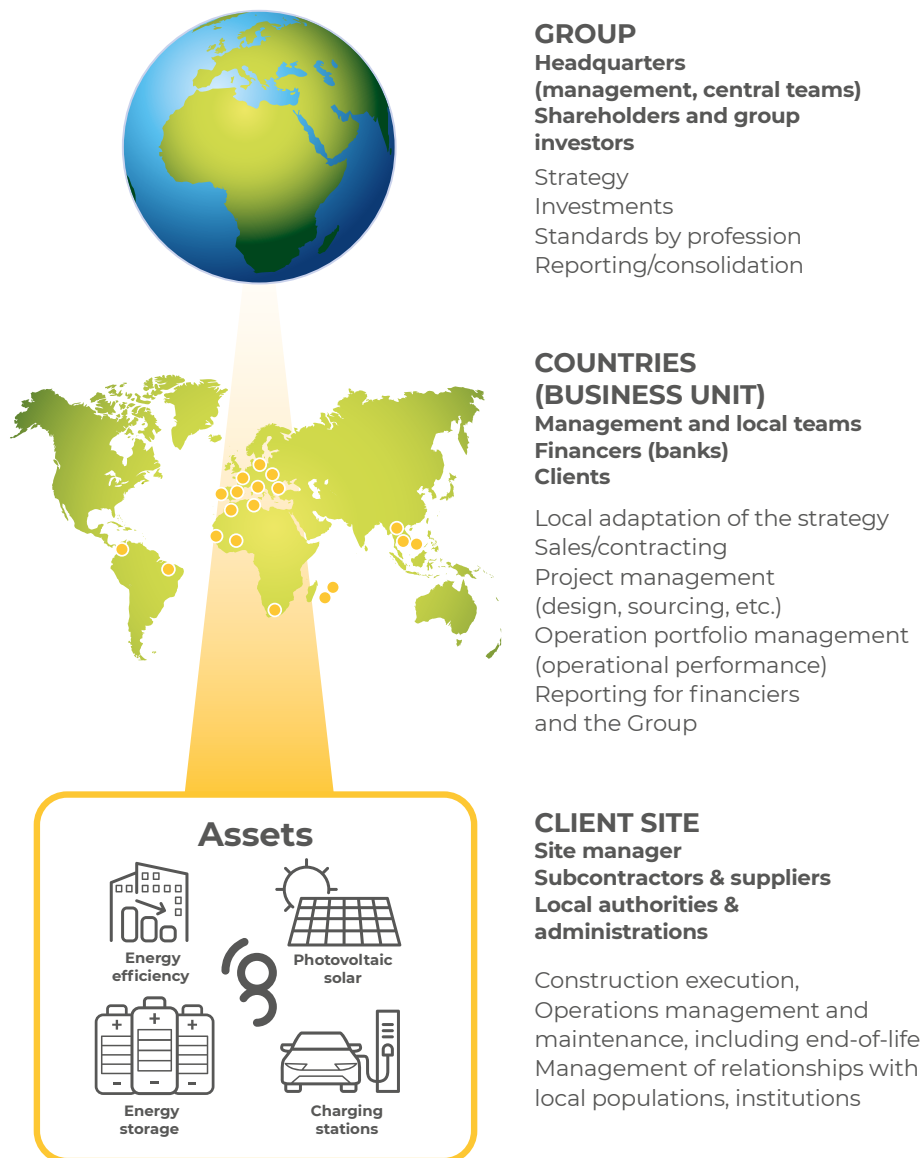 GROUP
Headquarters
(management, central teams)
Shareholders and group
investors
Strategy
Investments
Standards by profession
Reporting/consolidation
COUNTRIES
(BUSINESS UNIT)
Management and local teams
Financers (banks)
Clients
Local adaptation of the strategy
Sales/contracting
Project management
(design, sourcing, etc.)
Operation portfolio management
(operational performance)
Reporting for financiers
and the Group
Assets
Energy
efficiency
Photovoltaic
solar
Energy
storage
Charging
stations
CLIENT SITE
Site manager
Subcontractors & suppliers
Local authorities &
administrations
Construction execution,
Operations management and
maintenance, including end-of-life
Management of relationships with
local populations, institutions